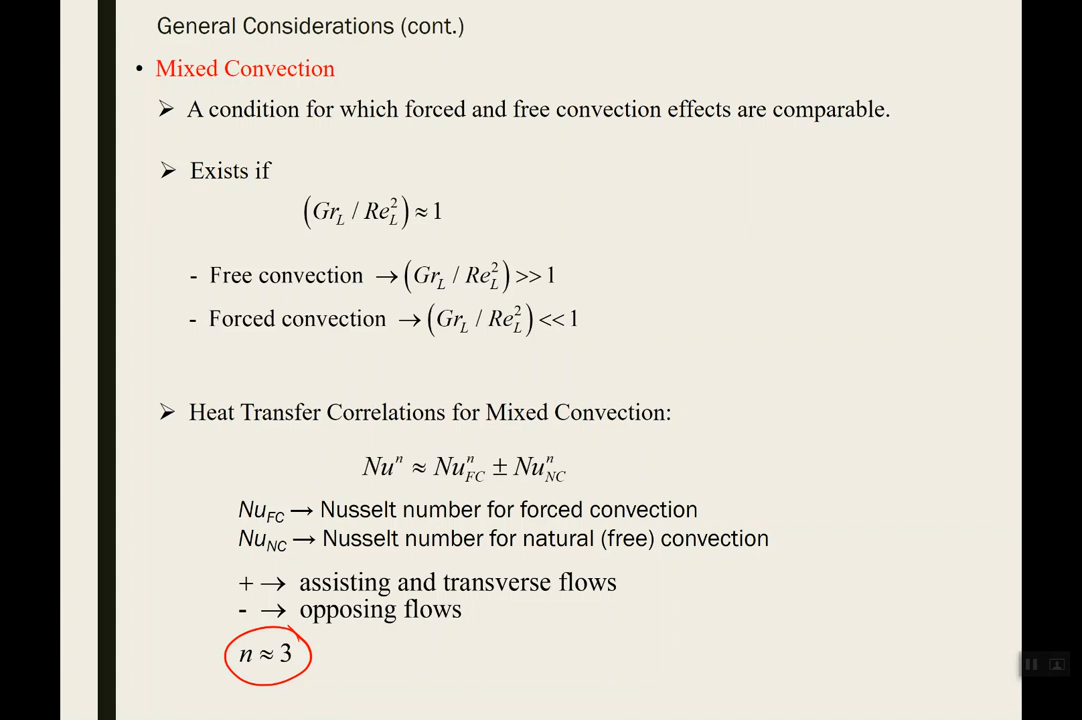 General Considerations (cont.)
• Mixed Convection
➢ A condition for which forced and free convection effects are comparable.
➢ Exists if
(Gr_L / Re_L^2) ≈ 1
- Free convection → (Gr_L / Re_L^2) >> 1
- Forced convection → (Gr_L / Re_L^2) << 1
➢ Heat Transfer Correlations for Mixed Convection:
Nu^n ≈ Nu_FC^n ± Nu_NC^n
Nu_FC → Nusselt number for forced convection
Nu_NC → Nusselt number for natural (free) convection
+ → assisting and transverse flows
- → opposing flows
n ≈ 3